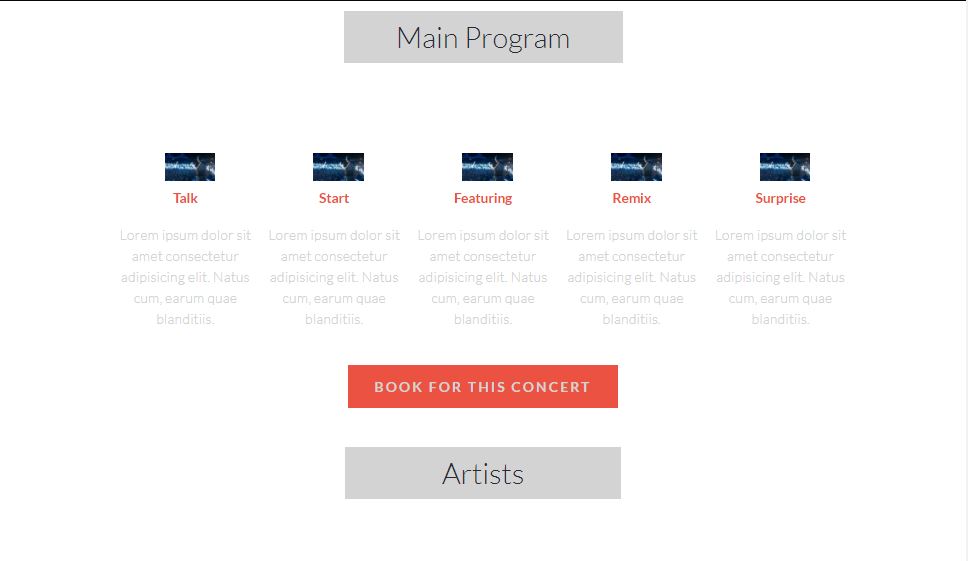 Main Program
Talk
Lorem ipsum dolor sit
amet consectetur
adipisicing elit. Natus
cum, earum quae
blanditiis.
Start
Lorem ipsum dolor sit
amet consectetur
adipisicing elit. Natus
cum, earum quae
blanditiis.
Featuring
Lorem ipsum dolor sit
amet consectetur
adipisicing elit. Natus
cum, earum quae
blanditiis.
Remix
Lorem ipsum dolor sit
amet consectetur
adipisicing elit. Natus
cum, earum quae
blanditiis.
Surprise
Lorem ipsum dolor sit
amet consectetur
adipisicing elit. Natus
cum, earum quae
blanditiis.
BOOK FOR THIS CONCERT
Artists